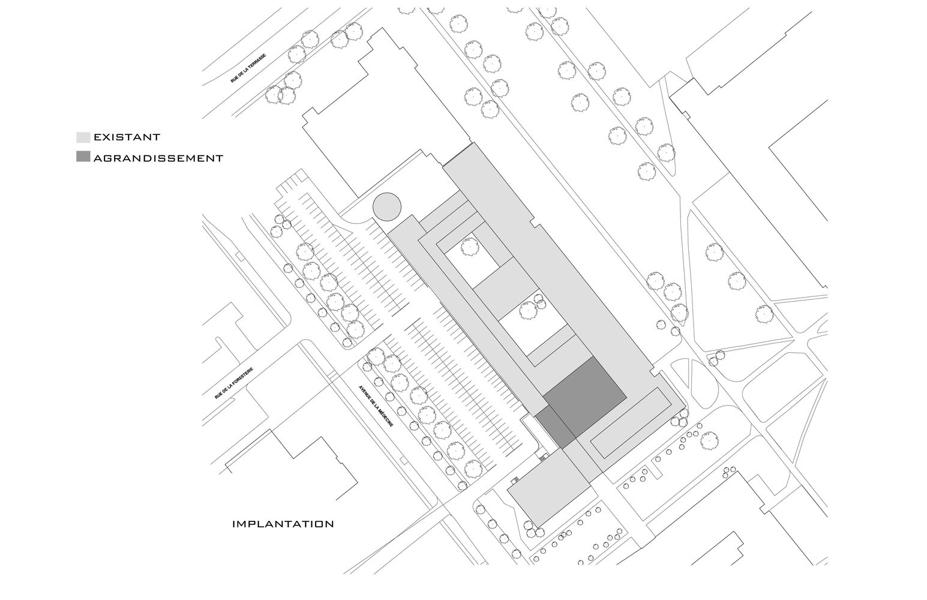 RUE DE LA TERRASSE
EXISTANT
AGRANDISSEMENT
RUE DE LA FORESTERIE
AVENUE DE LA MÉDECINE
IMPLANTATION